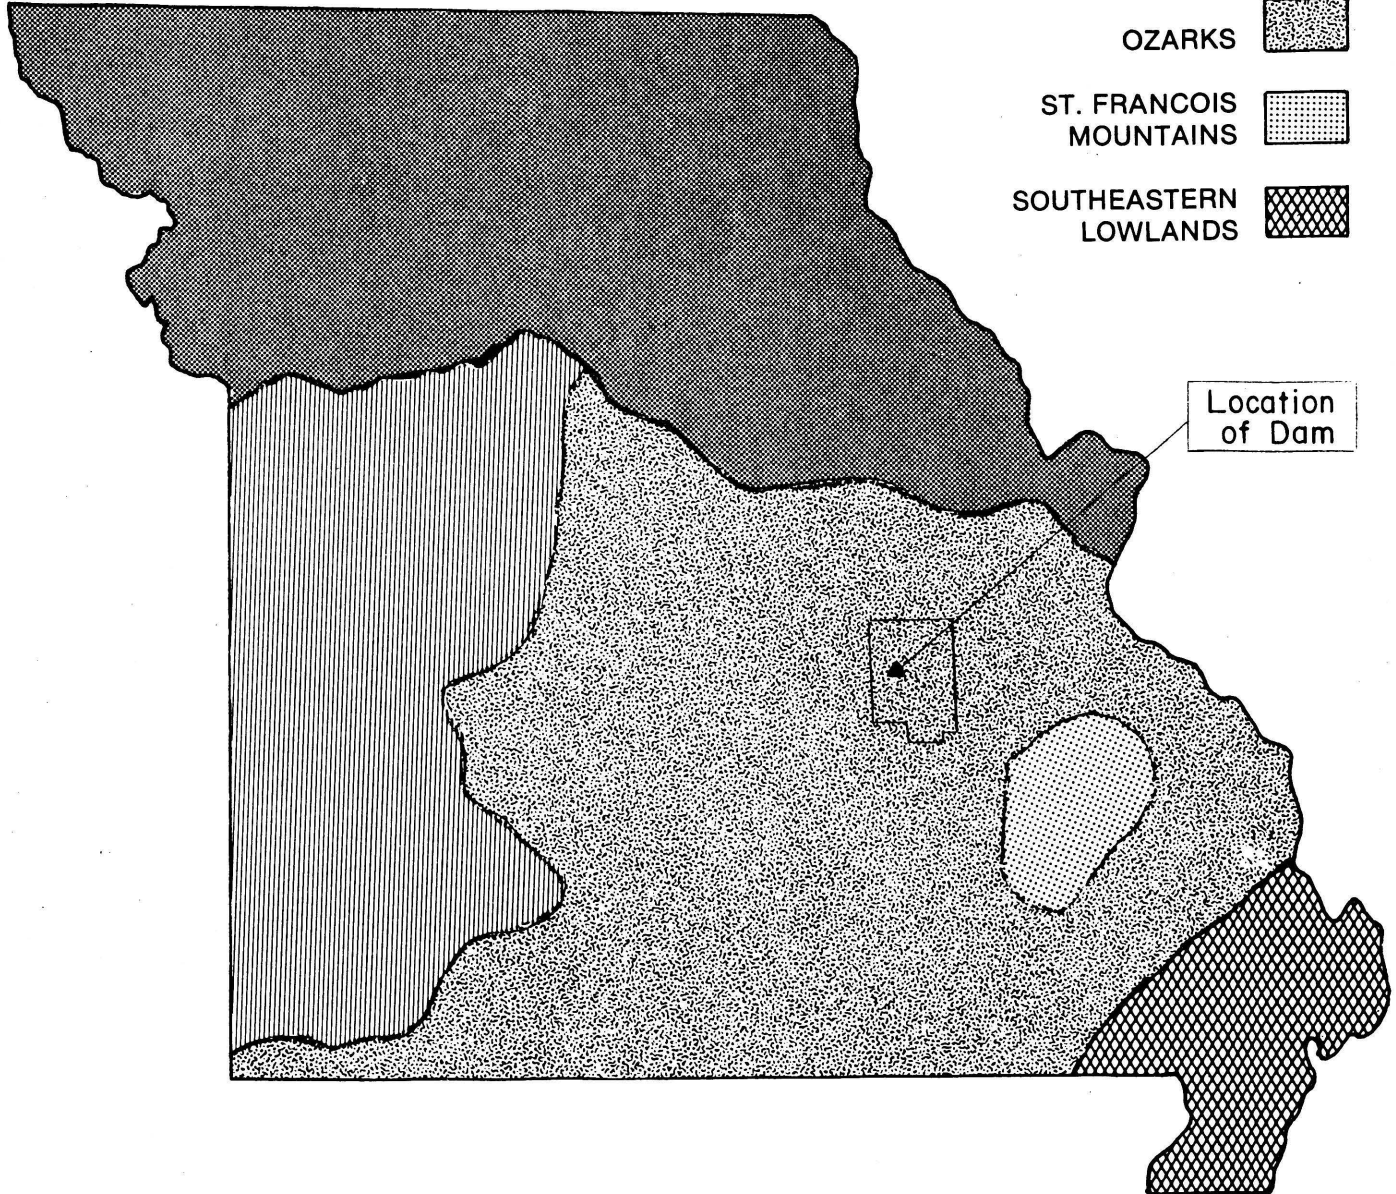 OZARKS
ST. FRANCOIS
MOUNTAINS
SOUTHEASTERN
LOWLANDS
Location
of Dam